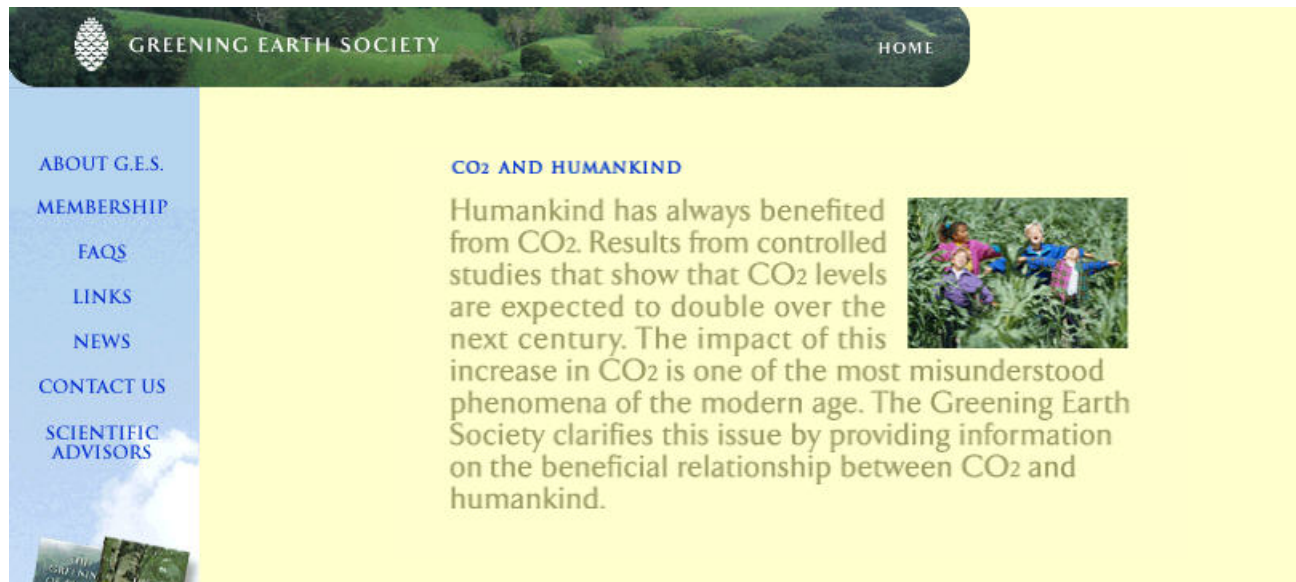 GREENING EARTH SOCIETY
HOME
ABOUT G.E.S.
MEMBERSHIP
FAQS
LINKS
NEWS
CONTACT US
SCIENTIFIC
ADVISORS
CO2 AND HUMANKIND
Humankind has always benefited
from CO2. Results from controlled
studies that show that CO2 levels
are expected to double over the
next century. The impact of this
increase in CO2 is one of the most misunderstood
phenomena of the modern age. The Greening Earth
Society clarifies this issue by providing information
on the beneficial relationship between CO2 and
humankind.